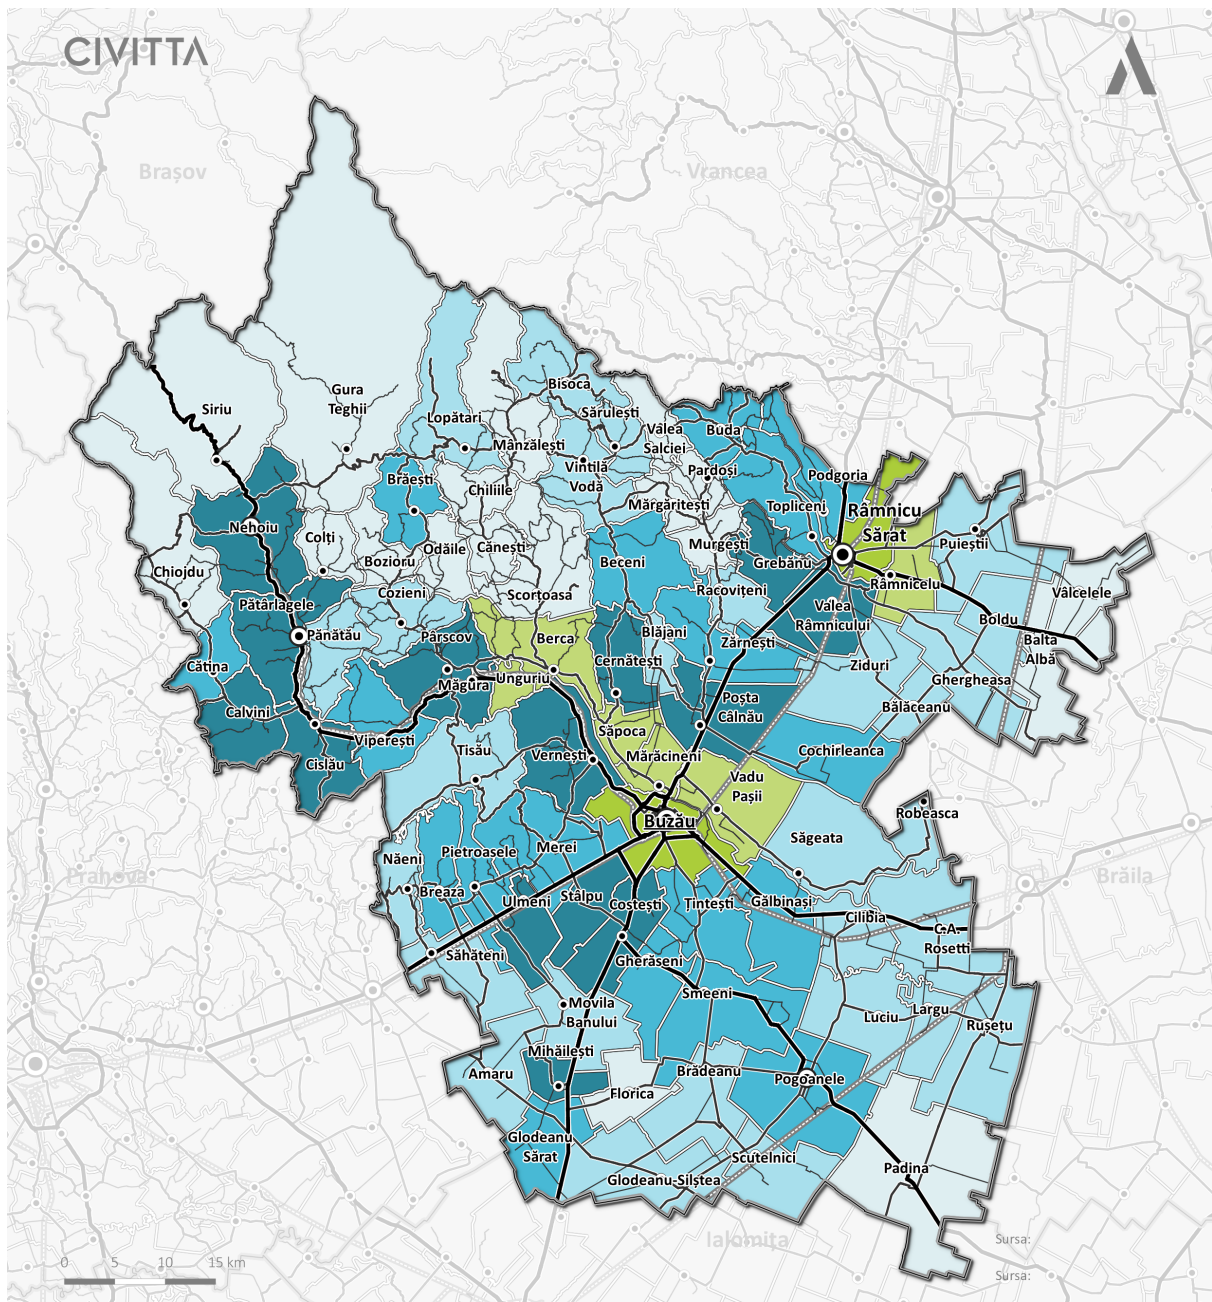 CIVITTA
Brașov
Vrancea
Gura
Teghii
Siriu
Bisoca
Lopătari
Sărulești
Valea
Salciei
Buda
Mânzălești
Vintilă
Vodă
Pardoși
Podgoria
Brăești
Chiliile
Mărgăritești
Topliceni
Râmnicu
Sărat
Nehoiu
Colți
Odăile
Cănești
Murgești
Puieștii
Bozioru
Beceni
Grebănu
Chiojdu
Cozieni
Scorțoasa
Racovițeni
Râmnicelu
Vâlcelele
Pătârlagele
Valea
Râmnicului
Boldu
Pănătău
Pârscov
Berca
Blăjani
Zărnești
Balta
Albă
Cătina
Cernătești
Ziduri
Măgura
Unguriu
Ghergheasa
Calvini
Poșta
Câlnău
Bălăceanu
Viperești
Săpoca
Tisău
Vernești
Mărăcineni
Cochirleanca
Cislău
Vadu
Pașii
Robeasca
Buzău
Săgeata
Năeni
Pietroasele
Merei
Prahova
Brăila
Breaza
Ulmeni
Stâlpu
Costești
Țintești
Gălbinași
Cilibia
C.A.
Rosetti
Săhăteni
Gherăseni
Smeeni
Movila
Banului
Luciu
Largu
Rușețu
Mihăilești
Amaru
Brădeanu
Pogoanele
Florica
Glodeanu
Sărat
Scutelnici
Padina
Glodeanu-Siliștea
Ialomița
Sursa:
0 5 10 15 km
Sursa: